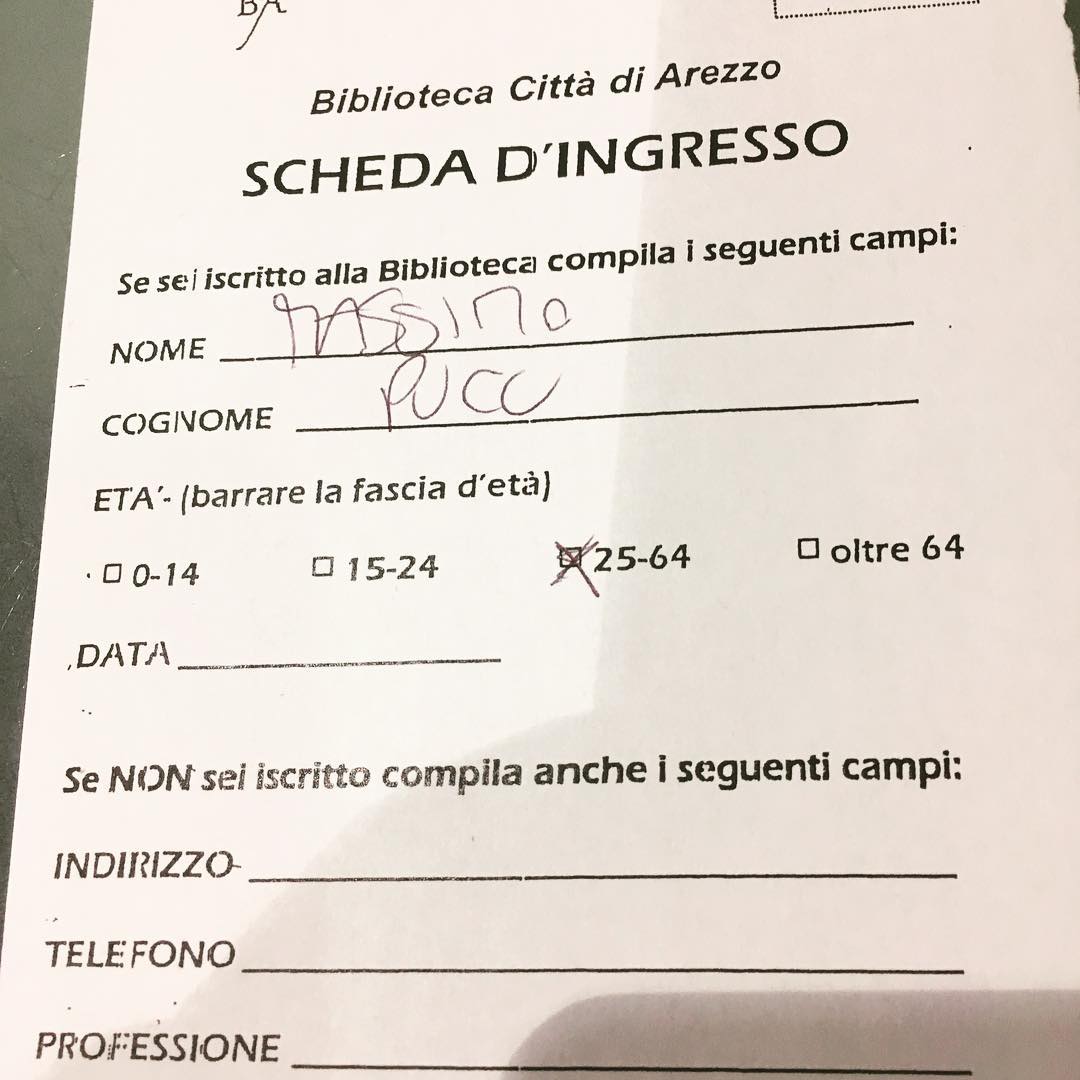 BA
Biblioteca Città di Arezzo
SCHEDA D'INGRESSO
Se sei iscritto alla Biblioteca compila i seguenti campi:
NOME MASSIMO
COGNOME PUCCI
ETA'- (barrare la fascia d'età)
0-14 15-24 25-64 oltre 64
DATA
Se NON sei iscritto compila anche i seguenti campi:
INDIRIZZO
TELEFONO
PROFESSIONE